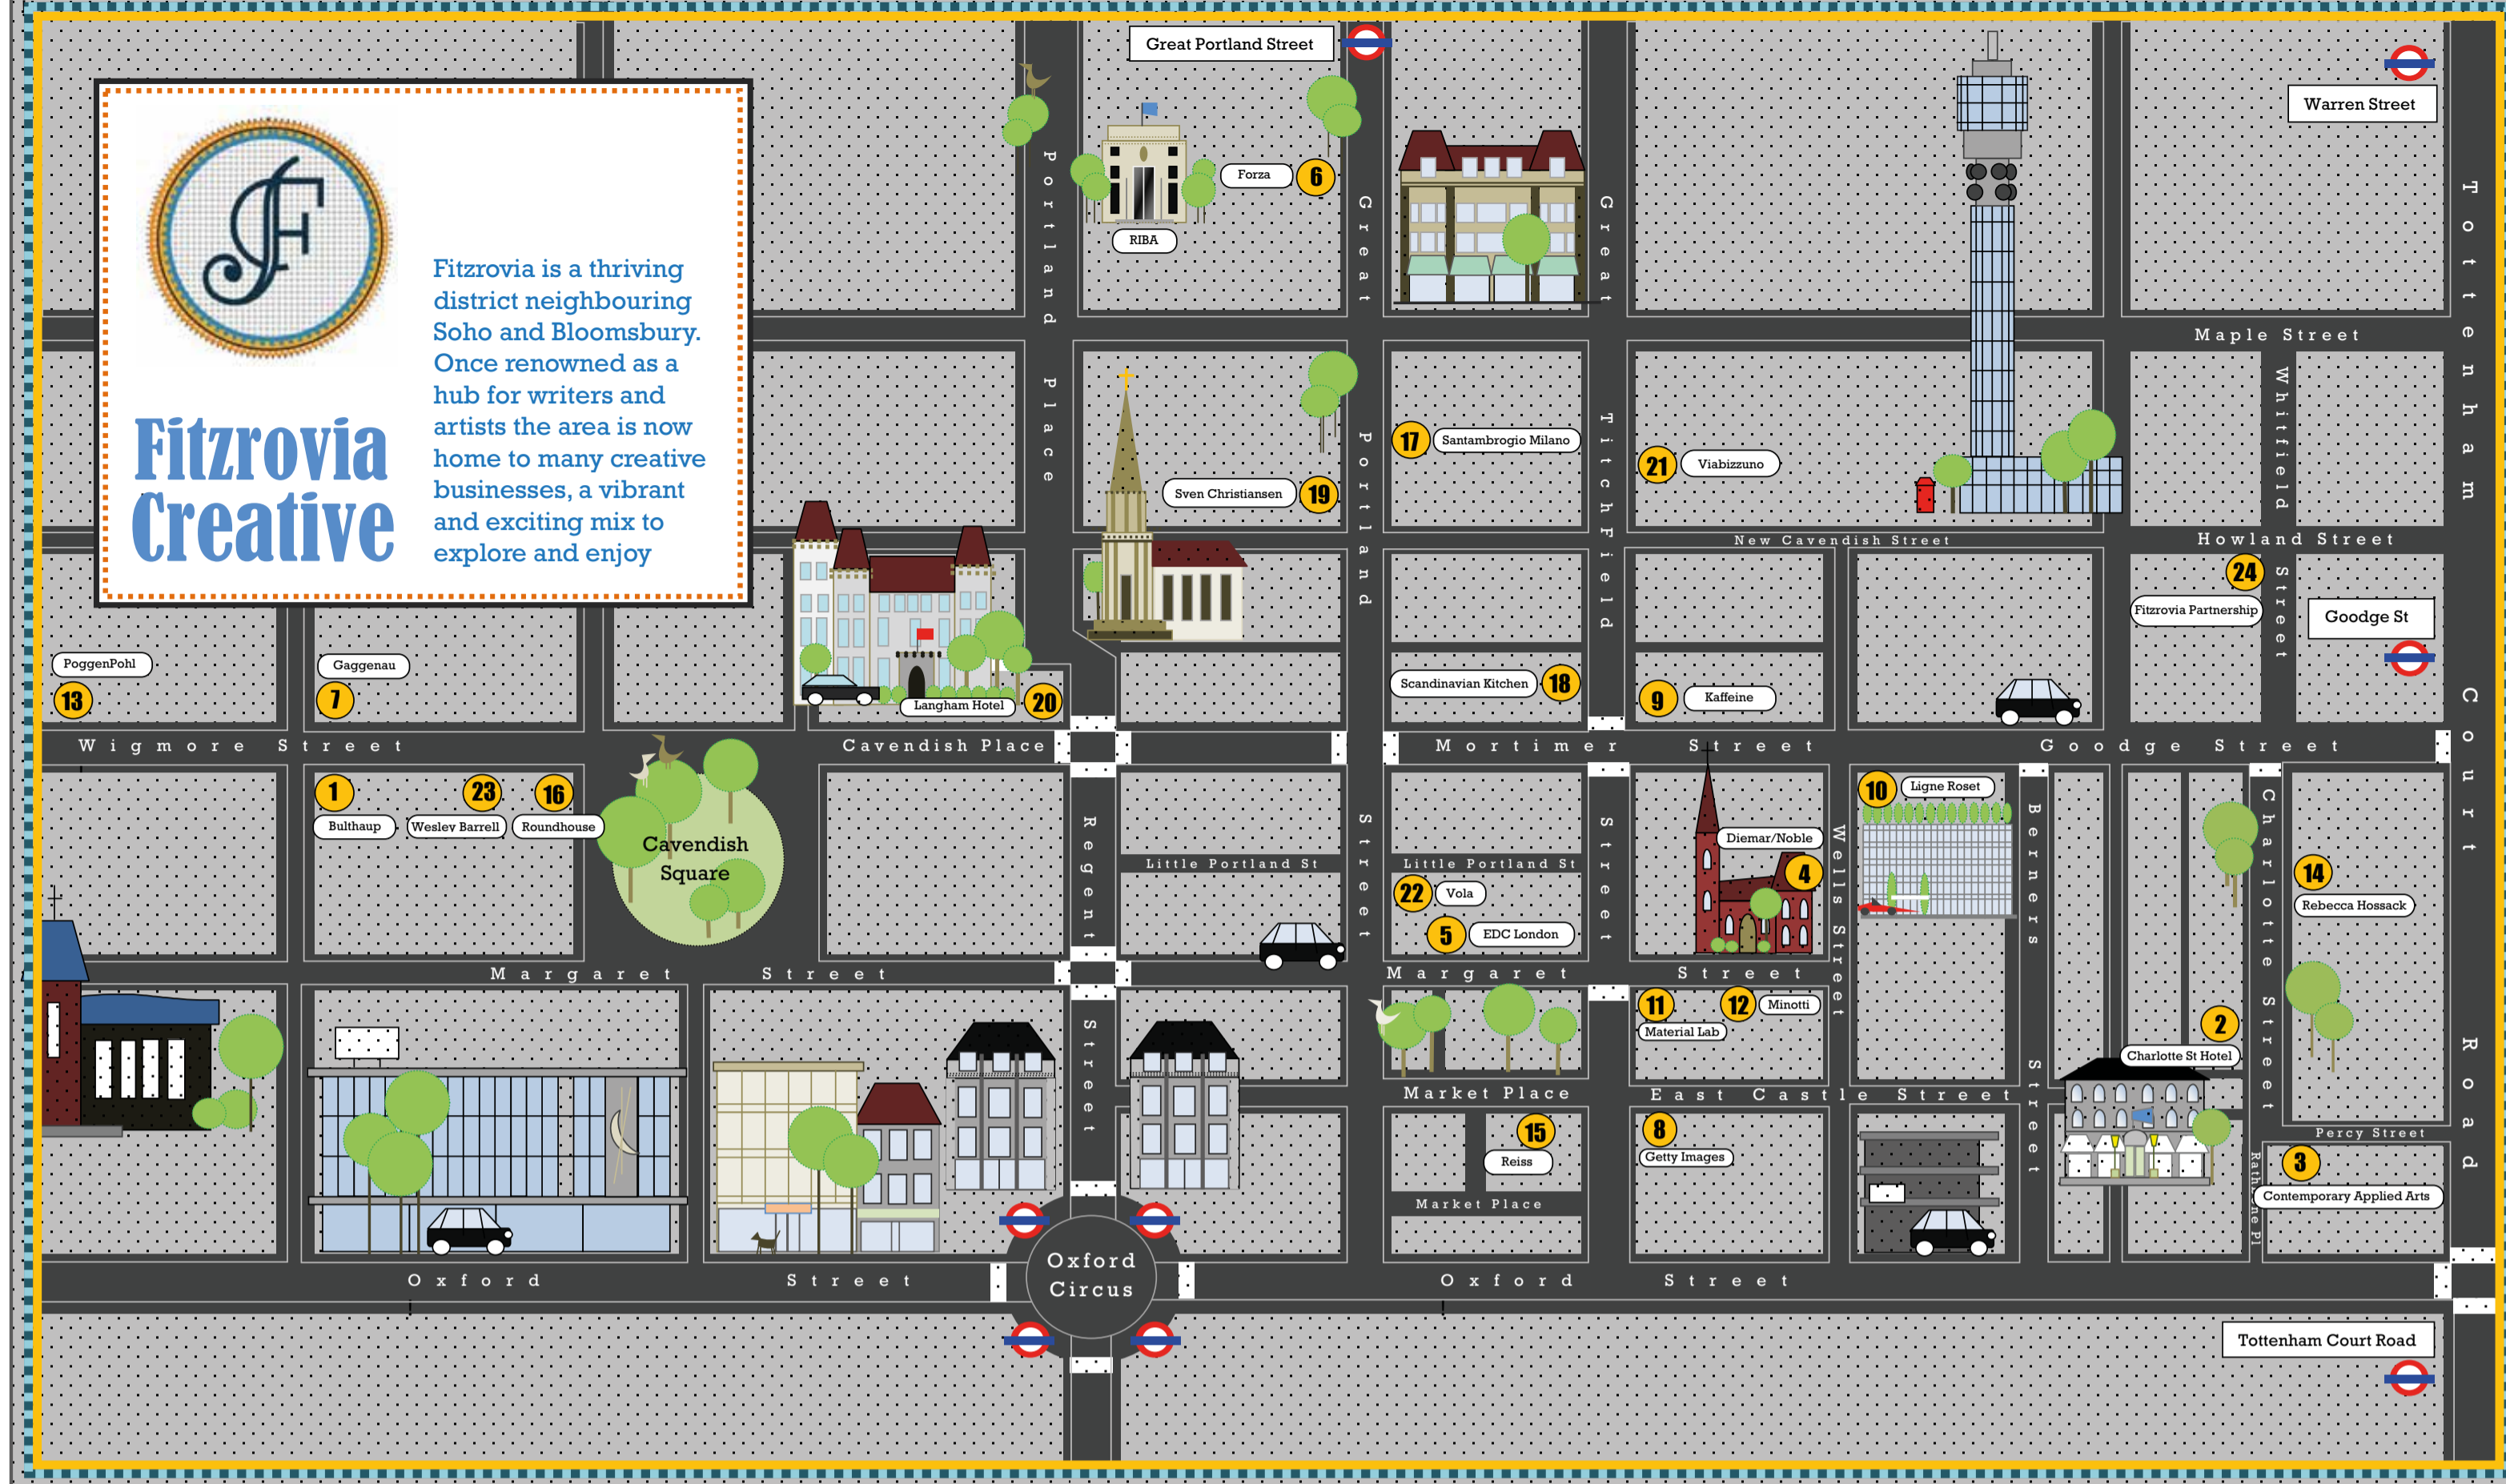 Great Portland Street
Warren Street
F
Fitzrovia
Creative
Fitzrovia is a thriving
district neighbouring
Soho and Bloomsbury.
Once renowned as a
hub for writers and
artists the area is now
home to many creative
businesses, a vibrant
and exciting mix to
explore and enjoy
Portland Place
Forza 6
RIBA
Great Portland Street
Great Titchfield Street
Tottenham Court Road
Maple Street
Whitfield Street
17 Santambrogio Milano
21 Viabizzuno
Sven Christiansen 19
New Cavendish Street
Howland Street
24
Fitzrovia Partnership
Goodge St
PoggenPohl
13
Gaggenau
7
Langham Hotel 20
Scandinavian Kitchen 18
9 Kaffeine
Wigmore Street
Cavendish Place
Mortimer Street
Goodge Street
1
Bulthaup
23
Wesley Barrell
16
Roundhouse
Cavendish
Square
Regent Street
Little Portland St
Little Portland St
22 Vola
5 EDC London
Diemar/Noble
4
Wells Street
10 Ligne Roset
Berners Street
Charlotte Street
14
Rebecca Hossack
Margaret Street
Margaret Street
11
Material Lab
12 Minotti
2
Charlotte St Hotel
Market Place
East Castle Street
15
Reiss
Market Place
8
Getty Images
Percy Street
Rathbone Pl
3
Contemporary Applied Arts
Oxford Street
Oxford
Circus
Oxford Street
Tottenham Court Road